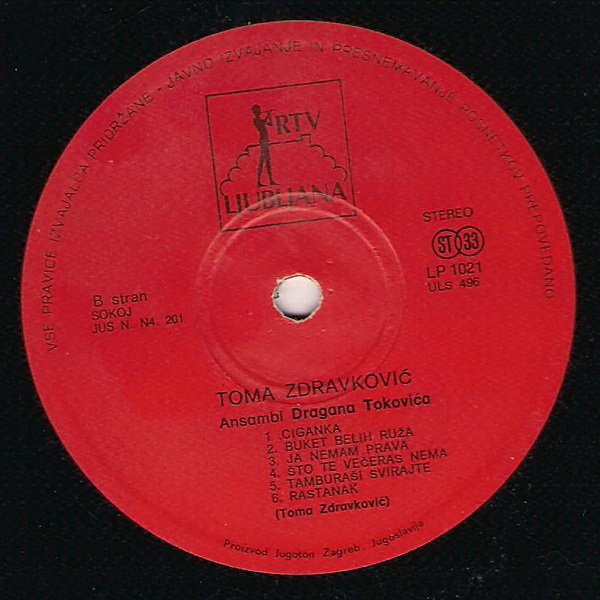 VSE PRAVICE IZVAJALCA PRIDRŽANE - JAVNO IZVAJANJE IN PRESNEMAVANJE POSNETKOV PREPOVEDANO
RTV
LJUBLJANA
STEREO
ST 33
LP 1021
ULS 496
B stran
SOKOJ
JUS N. N4. 201
TOMA ZDRAVKOVIĆ
Ansambl Dragana Tokovića
1. CIGANKA
2. BUKET BELIH RUŽA
3. JA NEMAM PRAVA
4. ŠTO TE VEČERAS NEMA
5. TAMBURAŠI SVIRAJTE
6. RASTANAK
(Toma Zdravković)
Proizvod Jugoton Zagreb, Jugoslavija